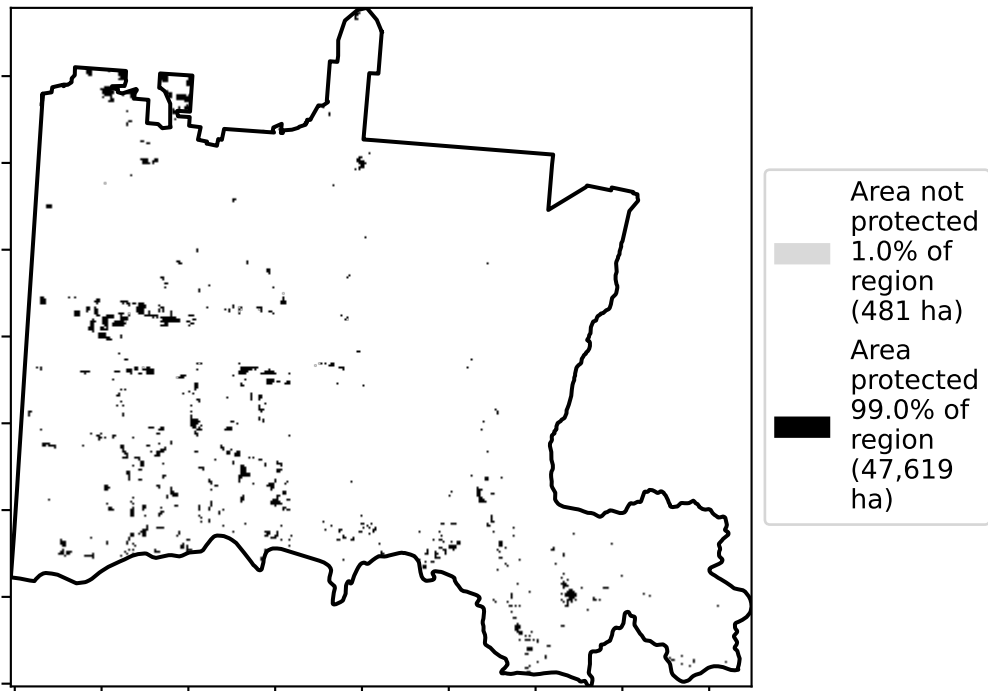 Area not
protected
1.0% of
region
(481 ha)
Area
protected
99.0% of
region
(47,619
ha)